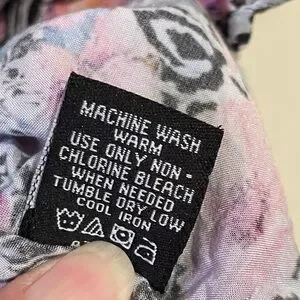 MACHINE WASH
WARM
USE ONLY NON -
CHLORINE BLEACH
WHEN NEEDED
TUMBLE DRY LOW
COOL IRON